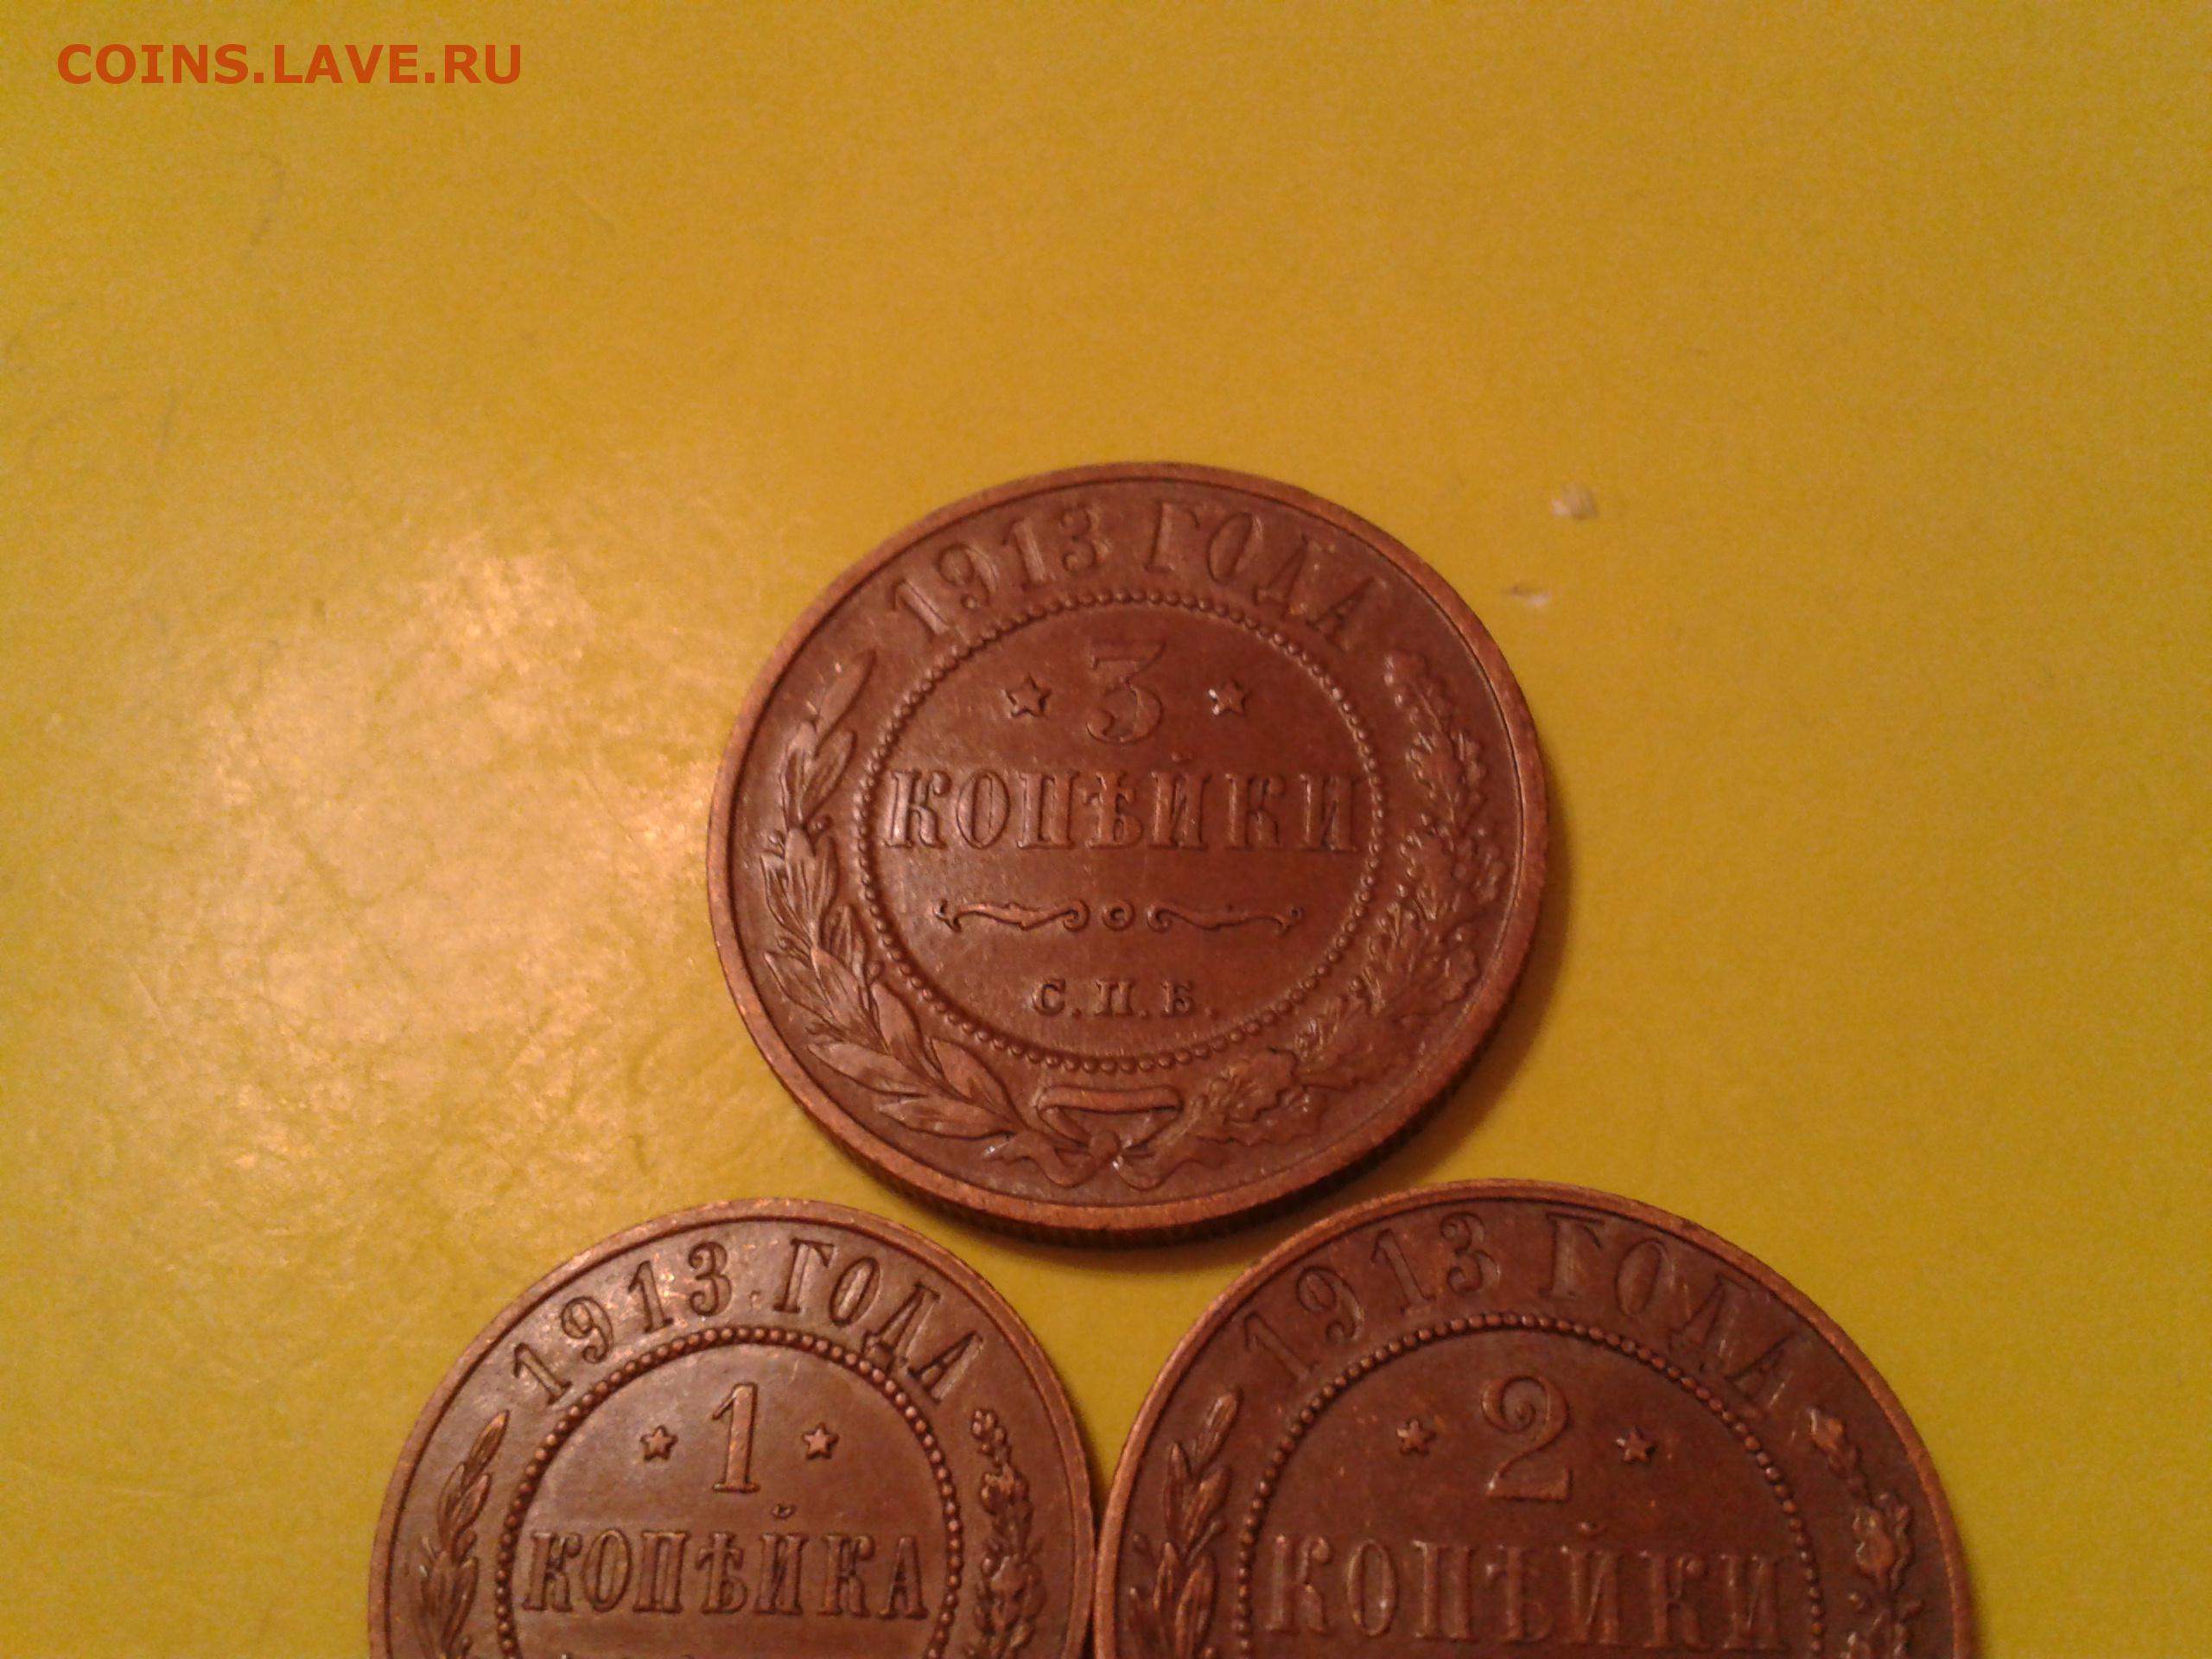 COINS.LAVE.RU
1913 ГОДА
3
КОПѢЙКИ
С.П.Б.
1913 ГОДА
1
КОПѢЙКА
1913 ГОДА
2
КОПѢЙКИ